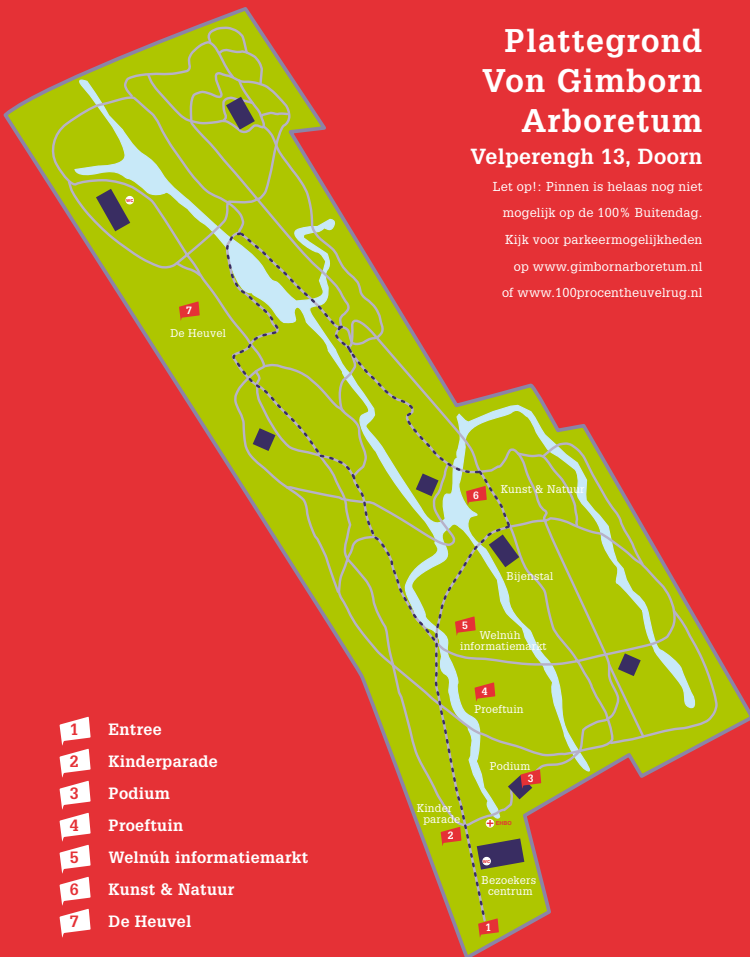 Plattegrond
Von Gimborn
Arboretum
Velperengh 13, Doorn
Let op!: Pinnen is helaas nog niet
mogelijk op de 100% Buitendag.
Kijk voor parkeermogelijkheden
op www.gimbornarboretum.nl
of www.100procentheuvelrug.nl
WC
7
De Heuvel
6
Kunst & Natuur
Bijenstal
5
Welnúh
informatiemarkt
4
Proeftuin
Podium
3
Kinder
parade
2
EHBO
WC
Bezoekers
centrum
1
1 Entree
2 Kinderparade
3 Podium
4 Proeftuin
5 Welnúh informatiemarkt
6 Kunst & Natuur
7 De Heuvel